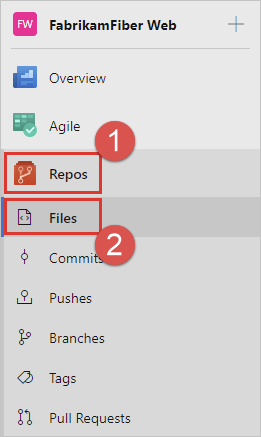 FW FabrikamFiber Web
Overview
Agile
1
Repos
Files
2
Commits
Pushes
Branches
Tags
Pull Requests